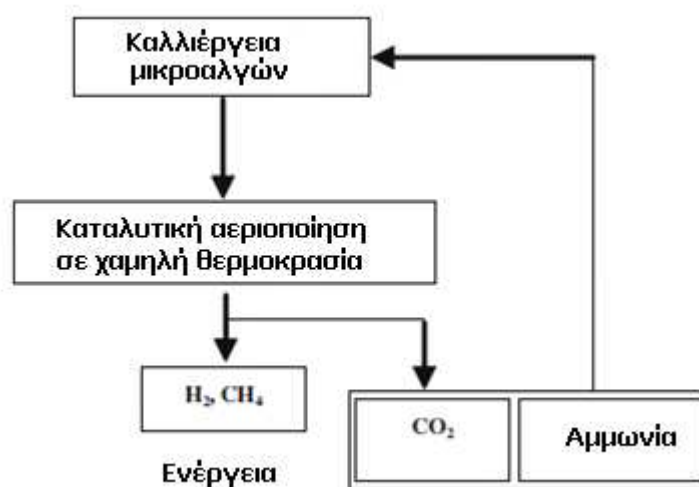 Καλλιέργεια
μικροαλγών
Καταλυτική αεριοποίηση
σε χαμηλή θερμοκρασία
H₂, CH₄
CO₂
Αμμωνία
Ενέργεια